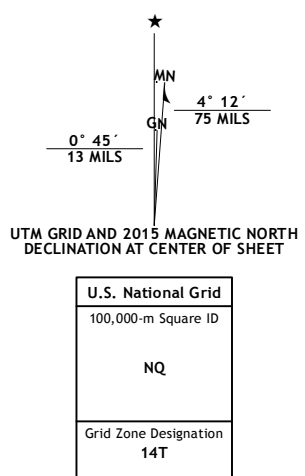 ★
MN
4° 12´
75 MILS
GN
0° 45´
13 MILS
UTM GRID AND 2015 MAGNETIC NORTH
DECLINATION AT CENTER OF SHEET
U.S. National Grid
100,000-m Square ID
NQ
Grid Zone Designation
14T